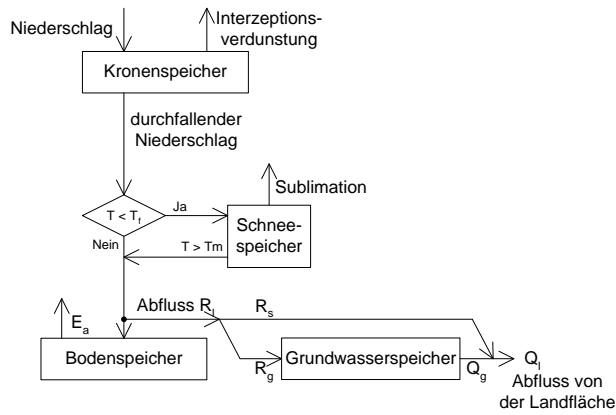 Niederschlag
Interzeptions-
verdunstung
Kronenspeicher
durchfallender
Niederschlag
T < Tf
Ja
Sublimation
Schnee-
speicher
Nein
T > Tm
Ea
Abfluss Rl
Rs
Bodenspeicher
Rg
Grundwasserspeicher
Qg
Ql
Abfluss von
der Landfläche